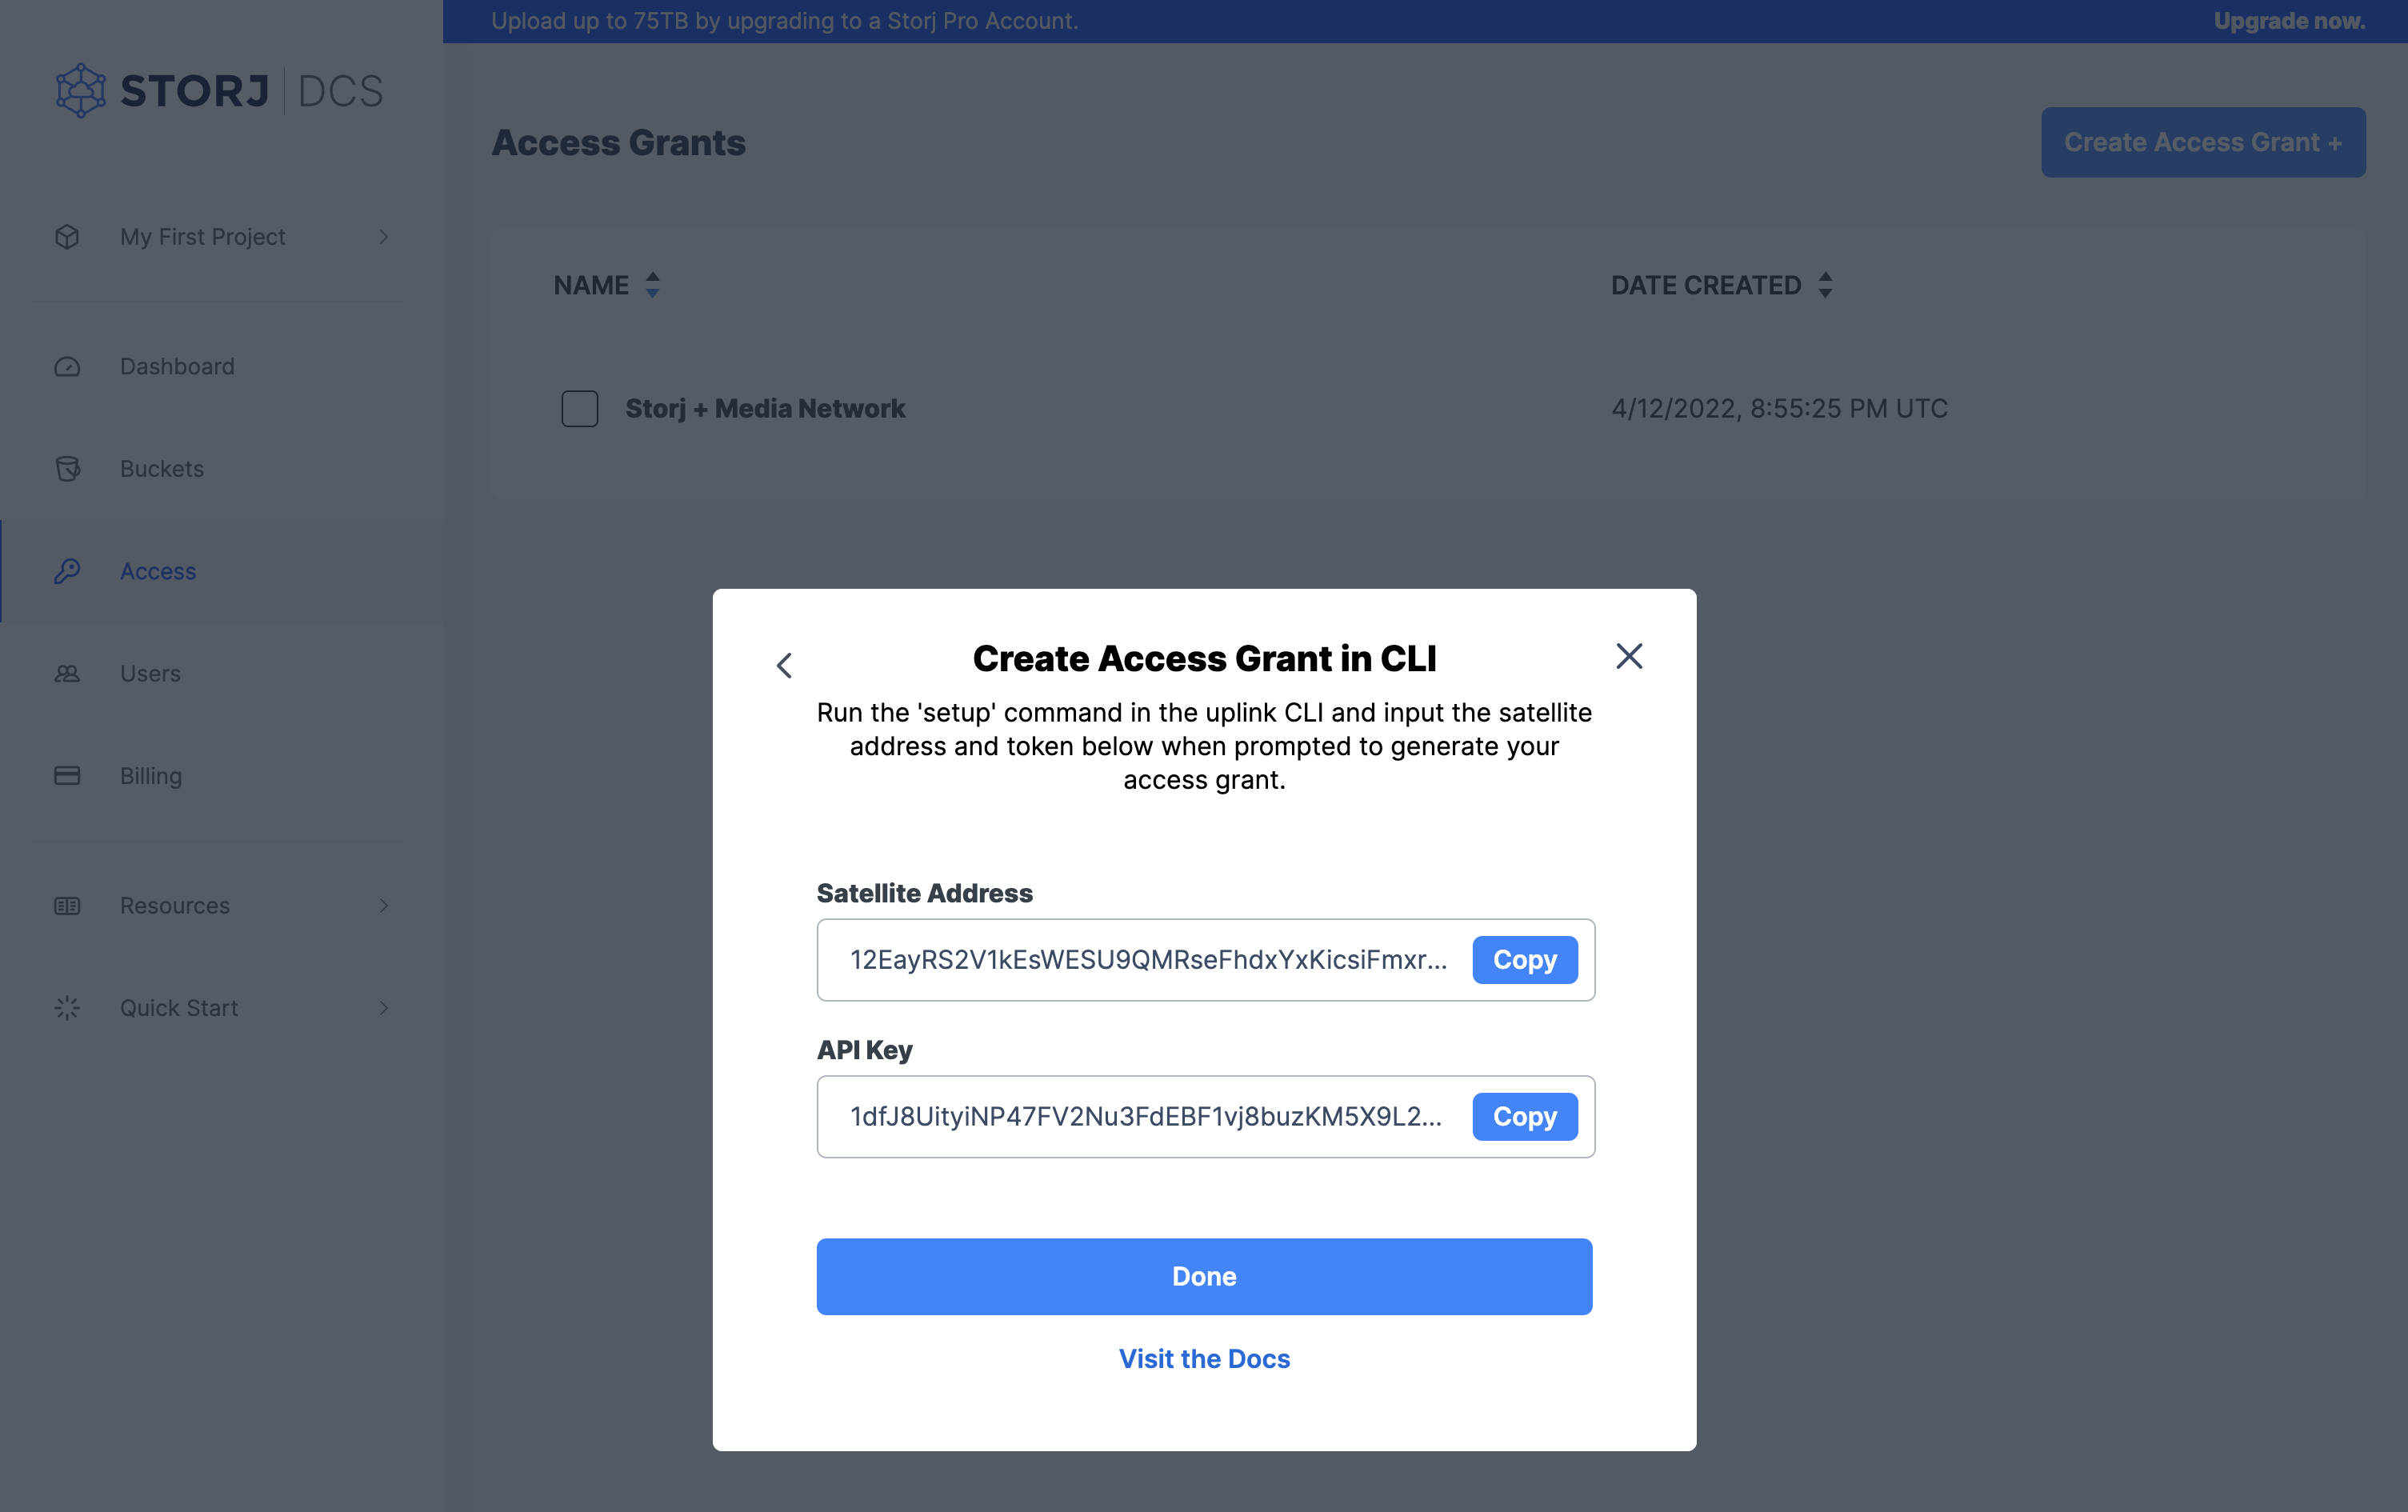 Upload up to 75TB by upgrading to a Storj Pro Account.
Upgrade now.
STORJ DCS
Access Grants
Create Access Grant +
My First Project
NAME
DATE CREATED
Dashboard
Storj + Media Network
4/12/2022, 8:55:25 PM UTC
Buckets
Access
Users
Billing
Resources
Quick Start
Create Access Grant in CLI
Run the 'setup' command in the uplink CLI and input the satellite
address and token below when prompted to generate your
access grant.
Satellite Address
12EayRS2V1kEsWESU9QMRseFhdxYxKicsiFmxr...
Copy
API Key
1dfJ8UityiNP47FV2Nu3FdEBF1vj8buzKM5X9L2...
Copy
Done
Visit the Docs